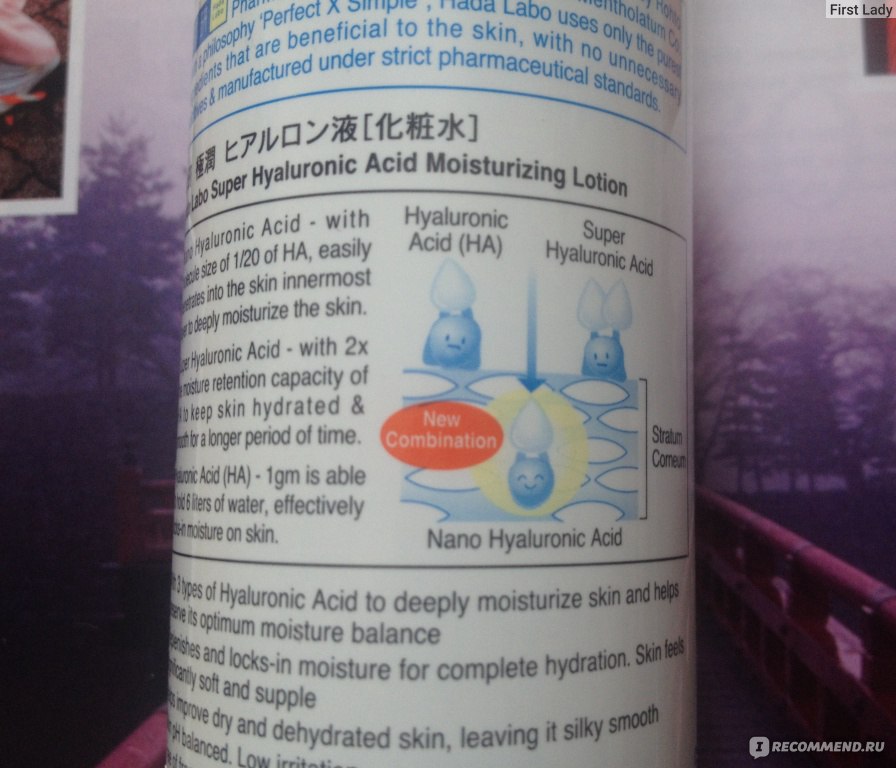 First Lady
philosophy 'Perfect X Simple', Hada Labo uses only the purest
that are beneficial to the skin, with no unnecessary
& manufactured under strict pharmaceutical standards.
極潤 ヒアルロン液[化粧水]
Labo Super Hyaluronic Acid Moisturizing Lotion
Hyaluronic Acid - with
size of 1/20 of HA, easily
into the skin innermost
to deeply moisturize the skin.
Hyaluronic Acid - with 2x
moisture retention capacity of
to keep skin hydrated &
for a longer period of time.
Acid (HA) - 1gm is able
6 liters of water, effectively
moisture on skin.
Hyaluronic
Acid (HA)
Super
Hyaluronic Acid
New
Combination
Stratum
Corneum
Nano Hyaluronic Acid
3 types of Hyaluronic Acid to deeply moisturize skin and helps
its optimum moisture balance
and locks-in moisture for complete hydration. Skin feels
soft and supple
improve dry and dehydrated skin, leaving it silky smooth
pH balanced. Low
IRECOMMEND.RU